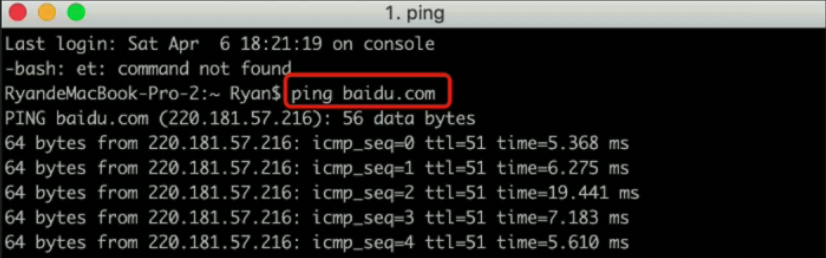 1. ping
Last login: Sat Apr  6 18:21:19 on console
-bash: et: command not found
RyandeMacBook-Pro-2:~ Ryan$ ping baidu.com
PING baidu.com (220.181.57.216): 56 data bytes
64 bytes from 220.181.57.216: icmp_seq=0 ttl=51 time=5.368 ms
64 bytes from 220.181.57.216: icmp_seq=1 ttl=51 time=6.275 ms
64 bytes from 220.181.57.216: icmp_seq=2 ttl=51 time=19.441 ms
64 bytes from 220.181.57.216: icmp_seq=3 ttl=51 time=7.183 ms
64 bytes from 220.181.57.216: icmp_seq=4 ttl=51 time=5.610 ms